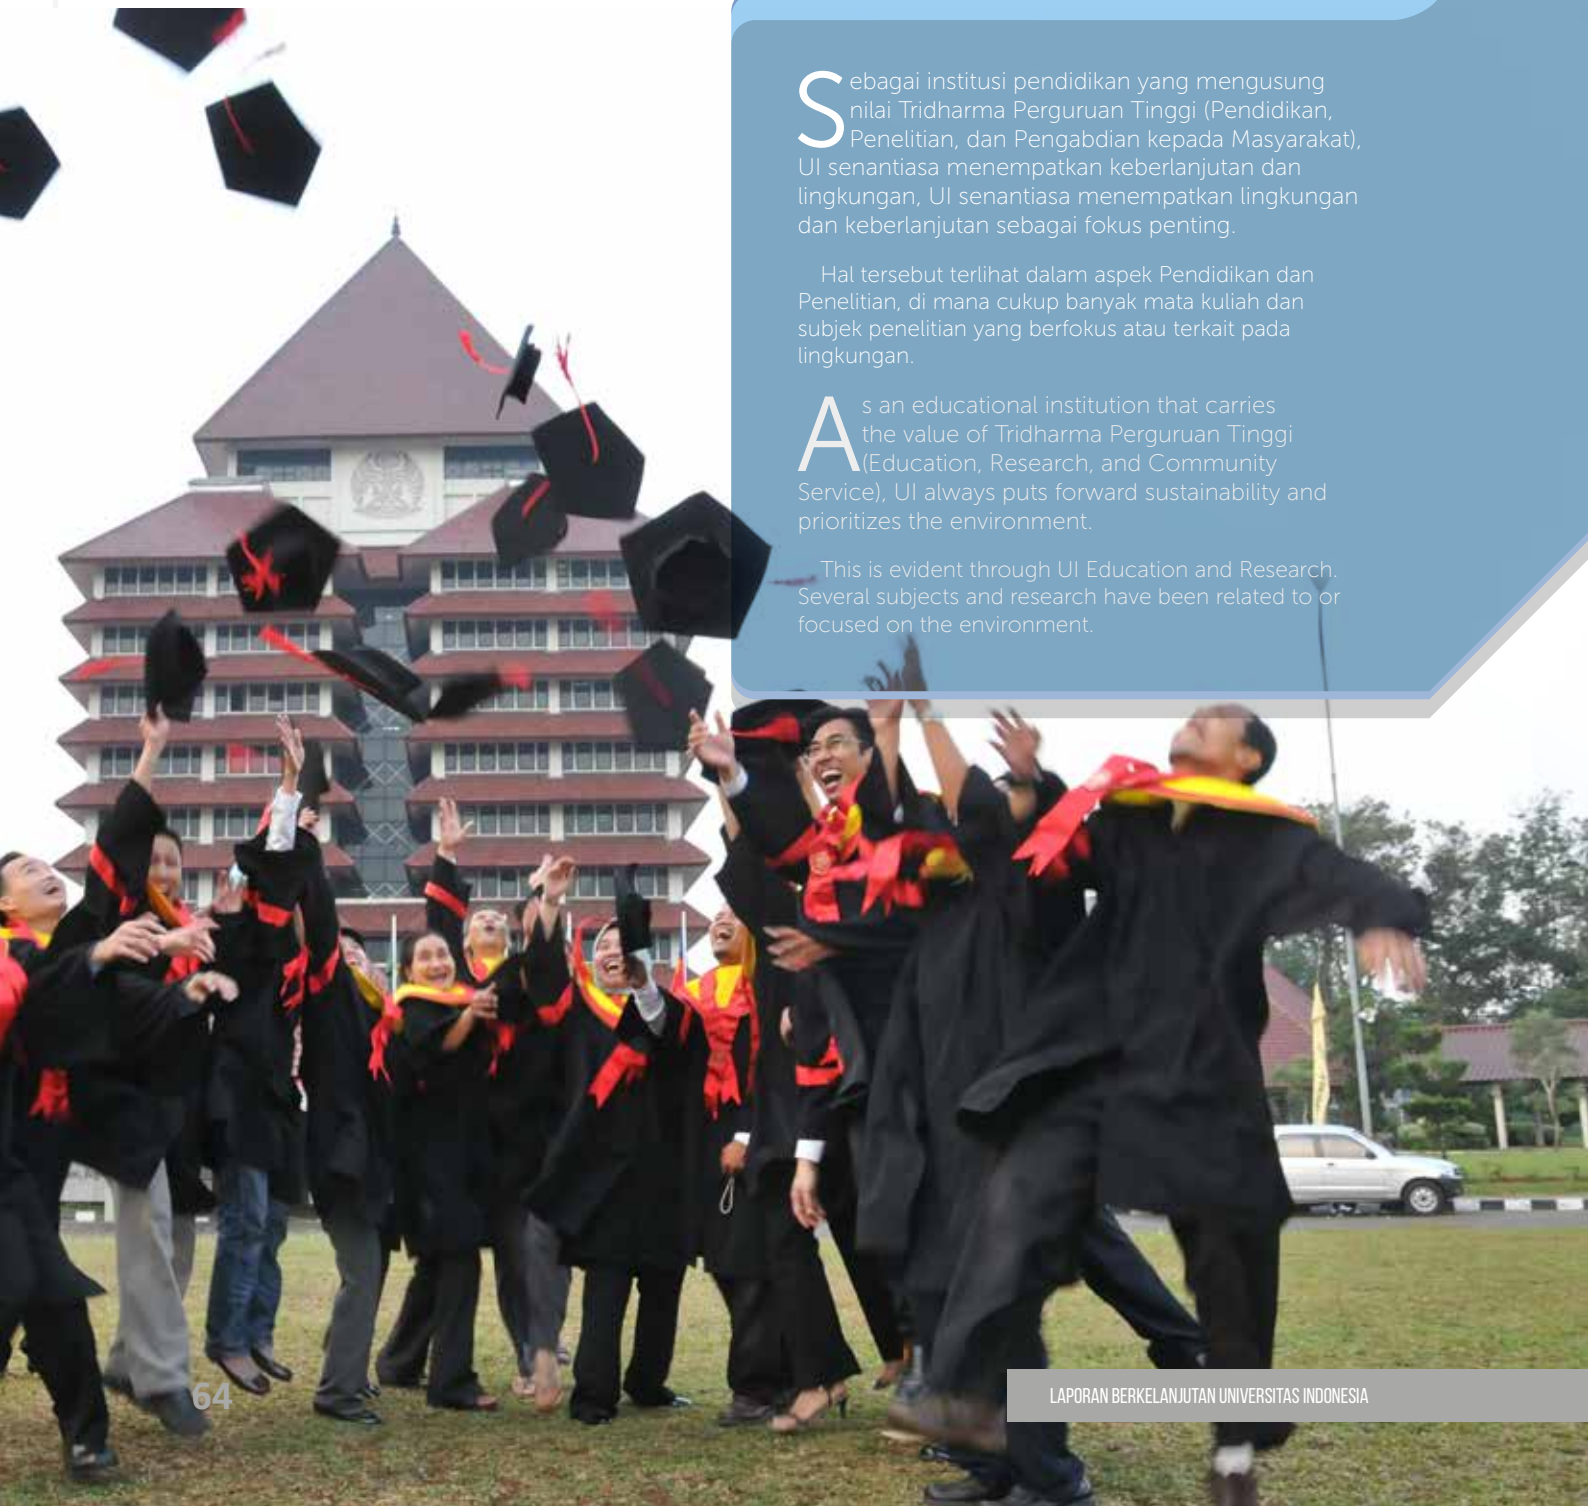 Sebagai institusi pendidikan yang mengusung
nilai Tridharma Perguruan Tinggi (Pendidikan,
Penelitian, dan Pengabdian kepada Masyarakat),
UI senantiasa menempatkan keberlanjutan dan
lingkungan, UI senantiasa menempatkan lingkungan
dan keberlanjutan sebagai fokus penting.
Hal tersebut terlihat dalam aspek Pendidikan dan
Penelitian, di mana cukup banyak mata kuliah dan
subjek penelitian yang berfokus atau terkait pada
lingkungan.
As an educational institution that carries
the value of Tridharma Perguruan Tinggi
(Education, Research, and Community
Service), UI always puts forward sustainability and
prioritizes the environment.
This is evident through UI Education and Research.
Several subjects and research have been related to or
focused on the environment.
64
LAPORAN BERKELANJUTAN UNIVERSITAS INDONESIA